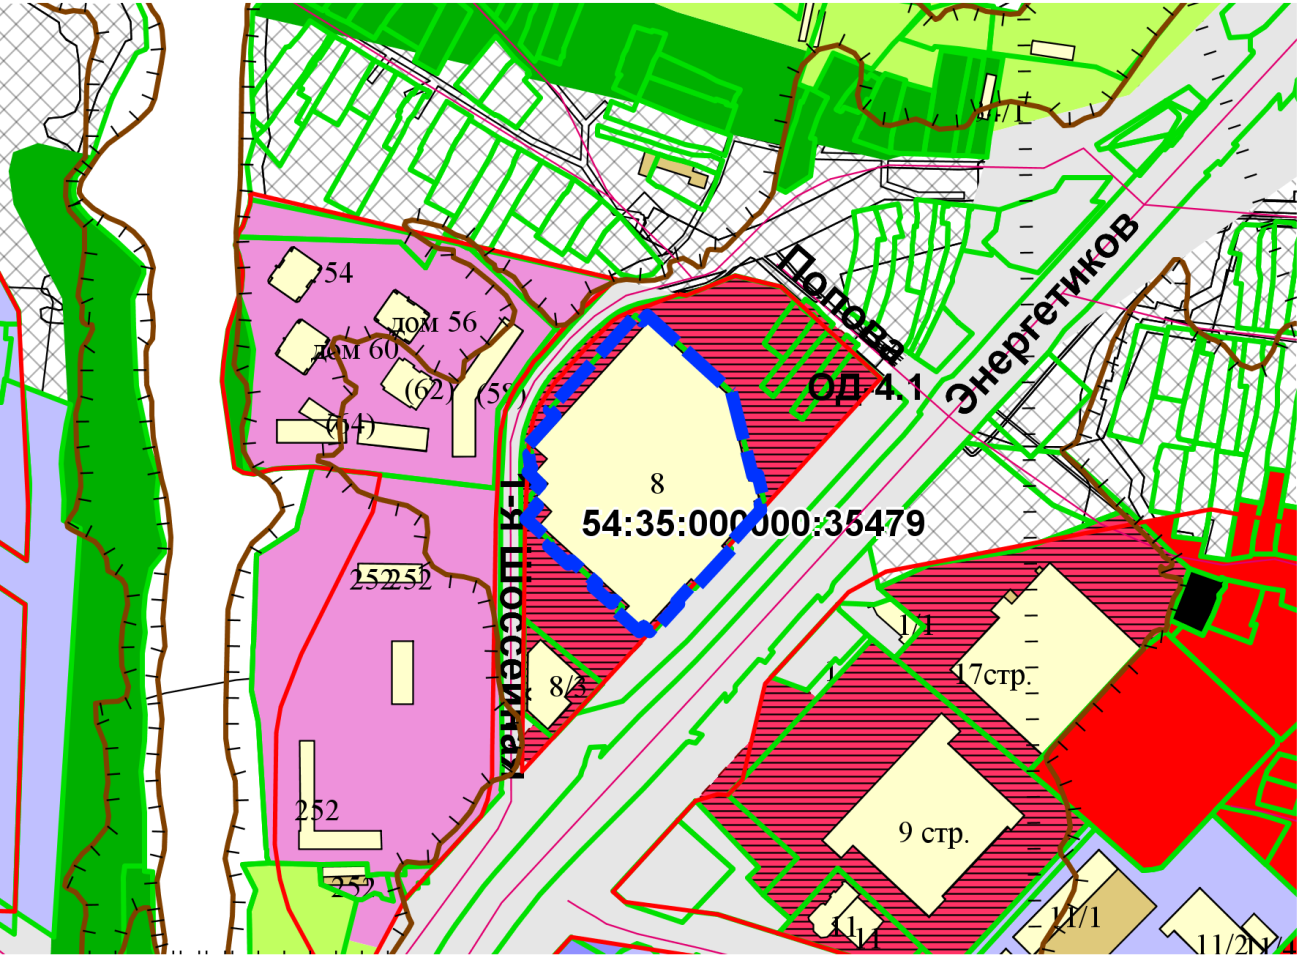 54
дом 56
дом 60
(62)
(64)
Попова
ОД-4.1
Энергетиков
8
54:35:000000:35479
1-я Шоссейная
252
252
1/1
17стр.
8/3
252
9 стр.
252
11
11
11/1
11/2